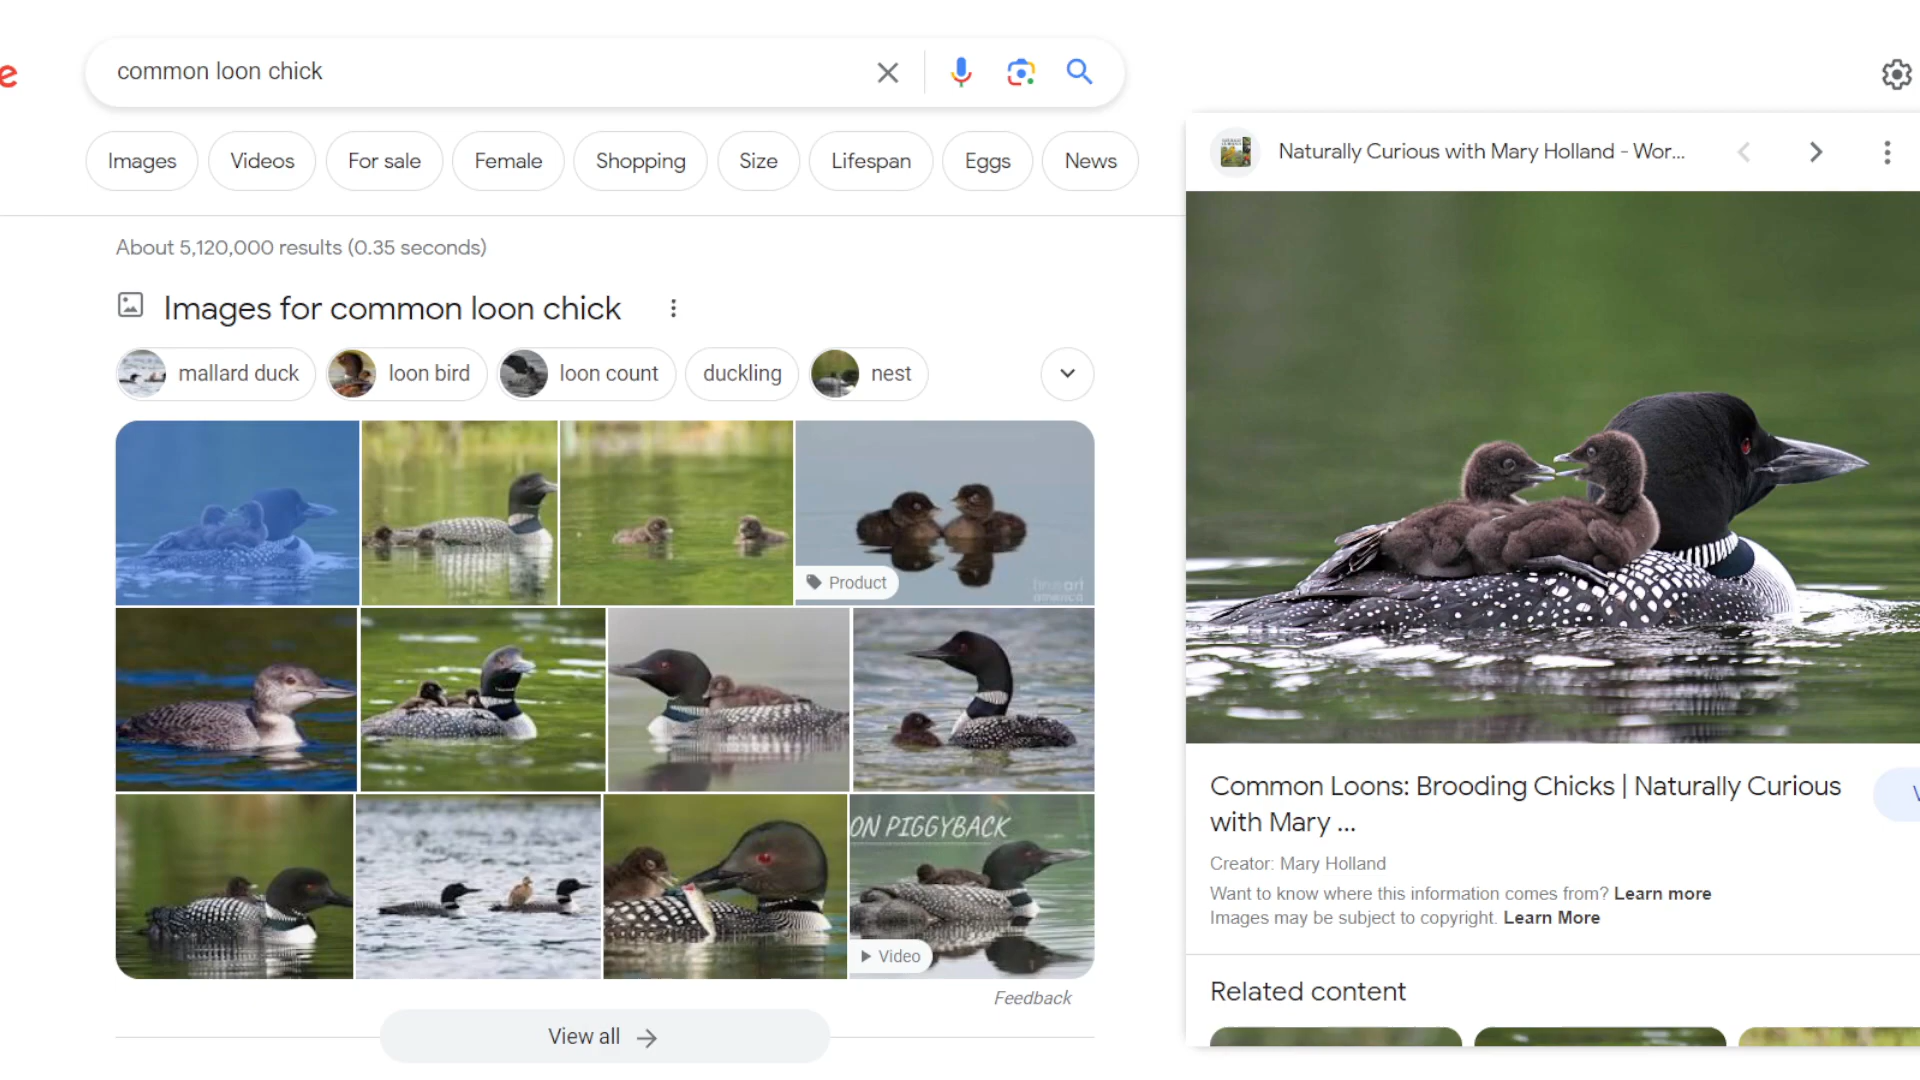 e
common loon chick
Images
Videos
For sale
Female
Shopping
Size
Lifespan
Eggs
News
About 5,120,000 results (0.35 seconds)
Images for common loon chick
mallard duck
loon bird
loon count
duckling
nest
Product
fineart
america
ON PIGGYBACK
Video
Feedback
View all
Naturally Curious with Mary Holland - Wor...
Common Loons: Brooding Chicks | Naturally Curious
with Mary ...
Creator: Mary Holland
Want to know where this information comes from? Learn more
Images may be subject to copyright. Learn More
Related content